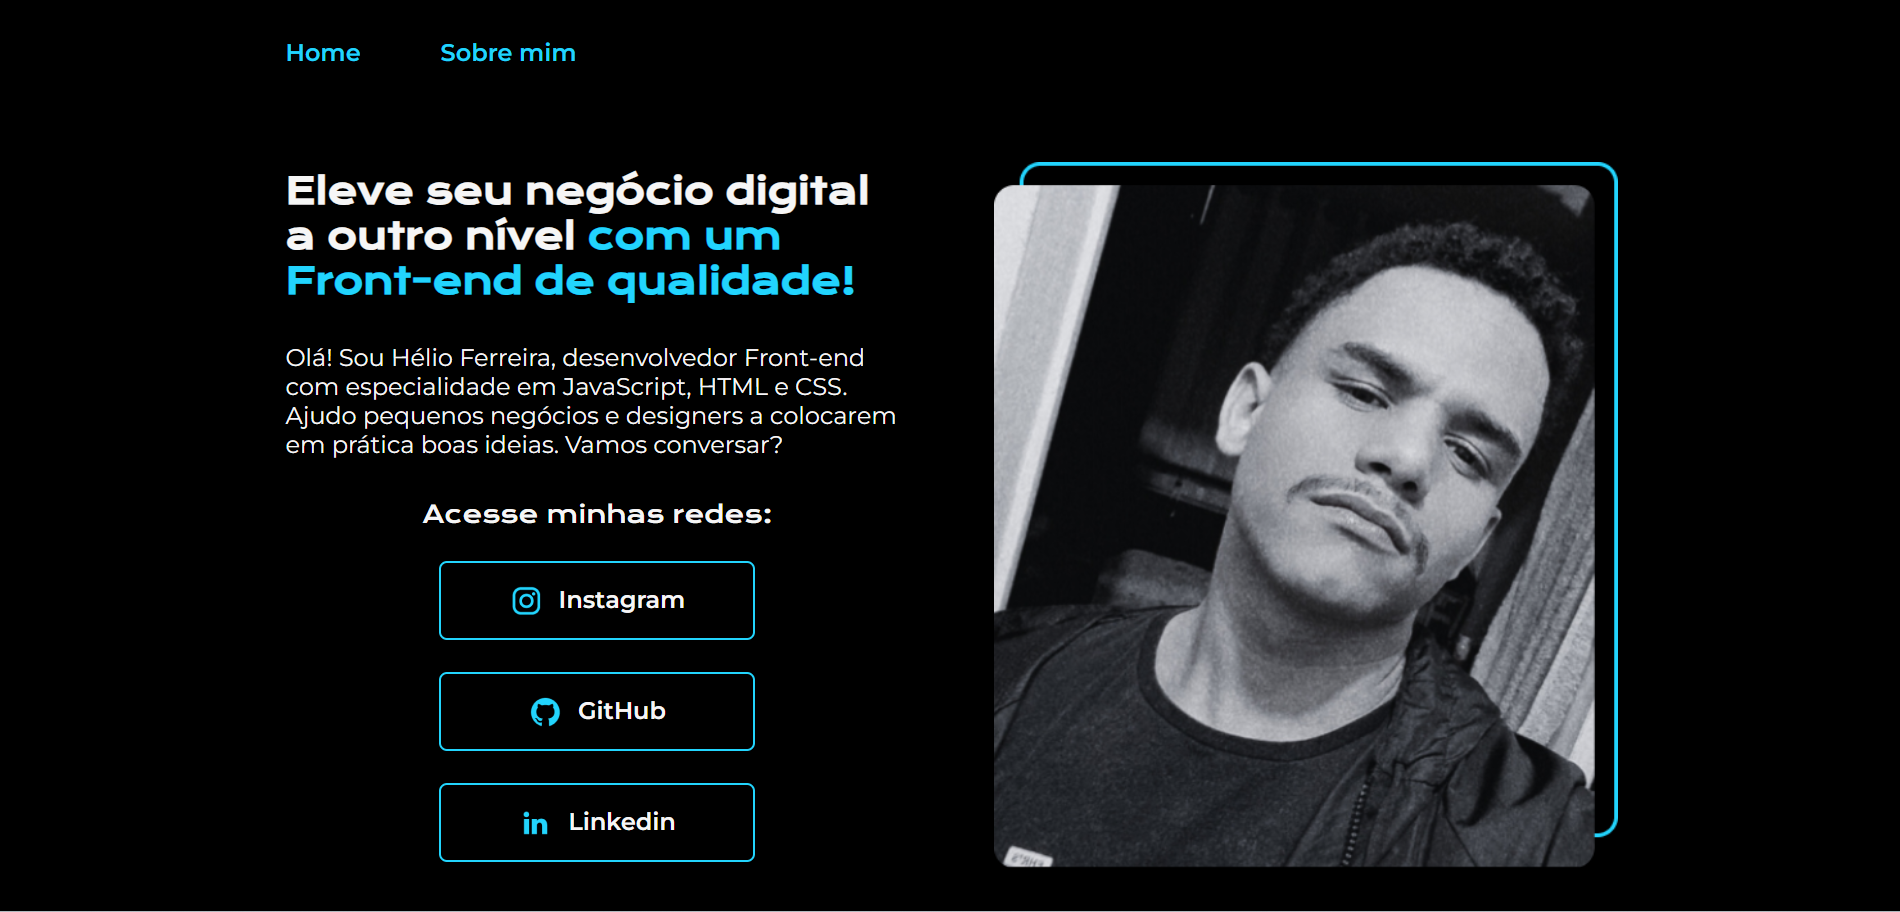 Home Sobre mim
Eleve seu negócio digital
a outro nível com um
Front-end de qualidade!
Olá! Sou Hélio Ferreira, desenvolvedor Front-end
com especialidade em JavaScript, HTML e CSS.
Ajudo pequenos negócios e designers a colocarem
em prática boas ideias. Vamos conversar?
Acesse minhas redes:
Instagram
GitHub
in Linkedin